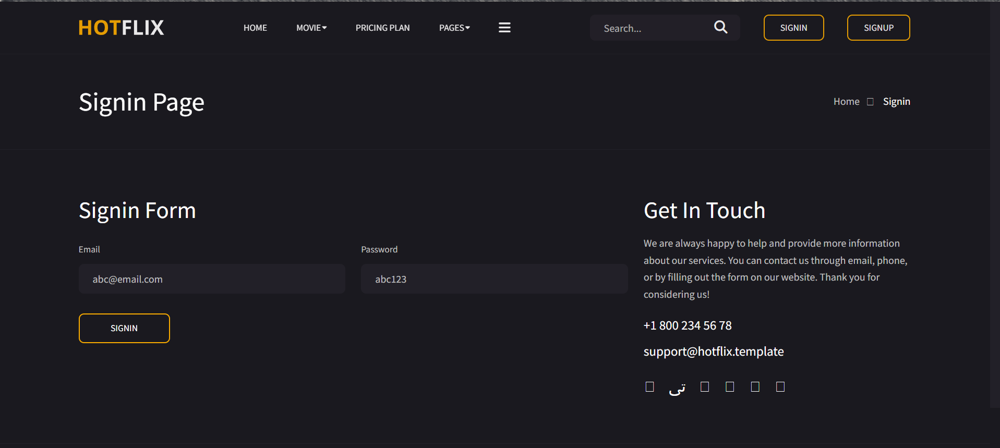 HOTFLIX
HOME
MOVIE
PRICING PLAN
PAGES
Search...
SIGNIN
SIGNUP
Signin Page
Home
Signin
Signin Form
Email
Password
abc@email.com
abc123
SIGNIN
Get In Touch
We are always happy to help and provide more information
about our services. You can contact us through email, phone,
or by filling out the form on our website. Thank you for
considering us!
+1 800 234 56 78
support@hotflix.template
تى